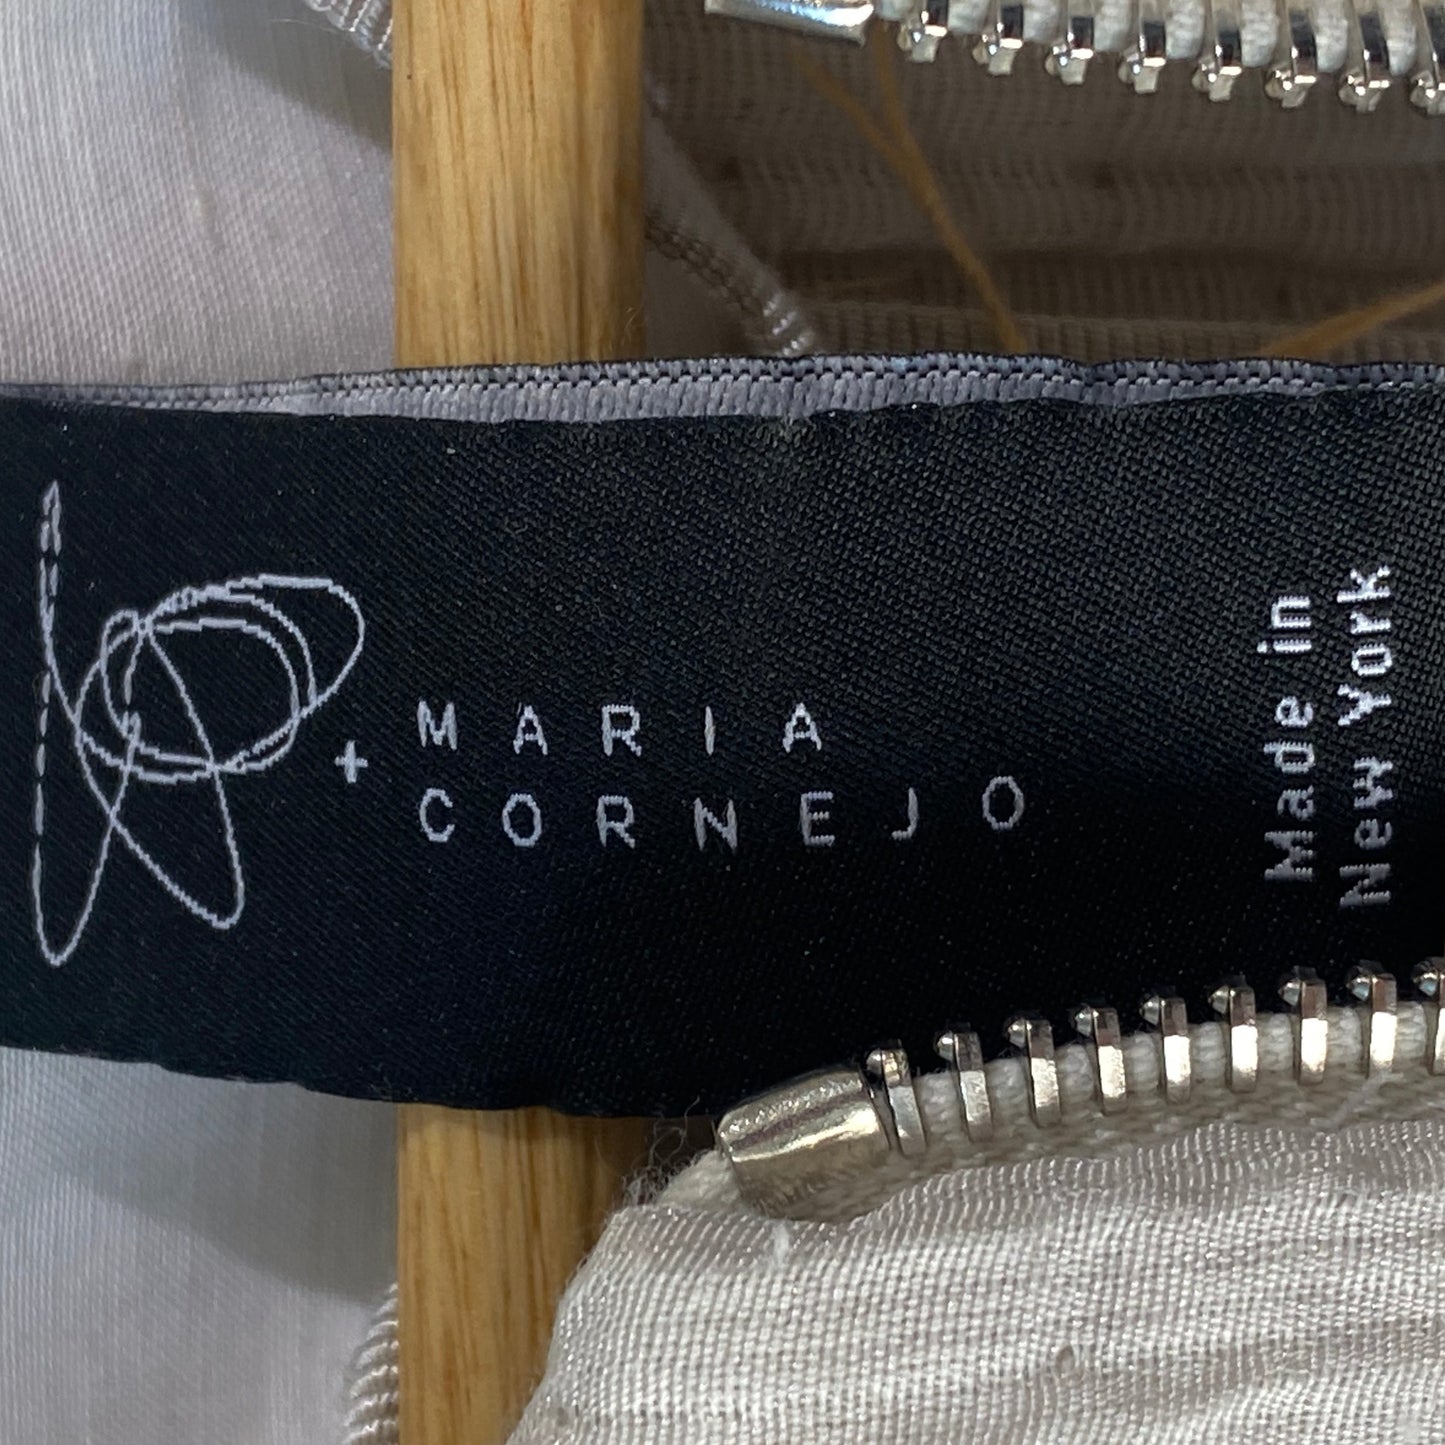 + MARIA
CORNEJO
Made in
New York